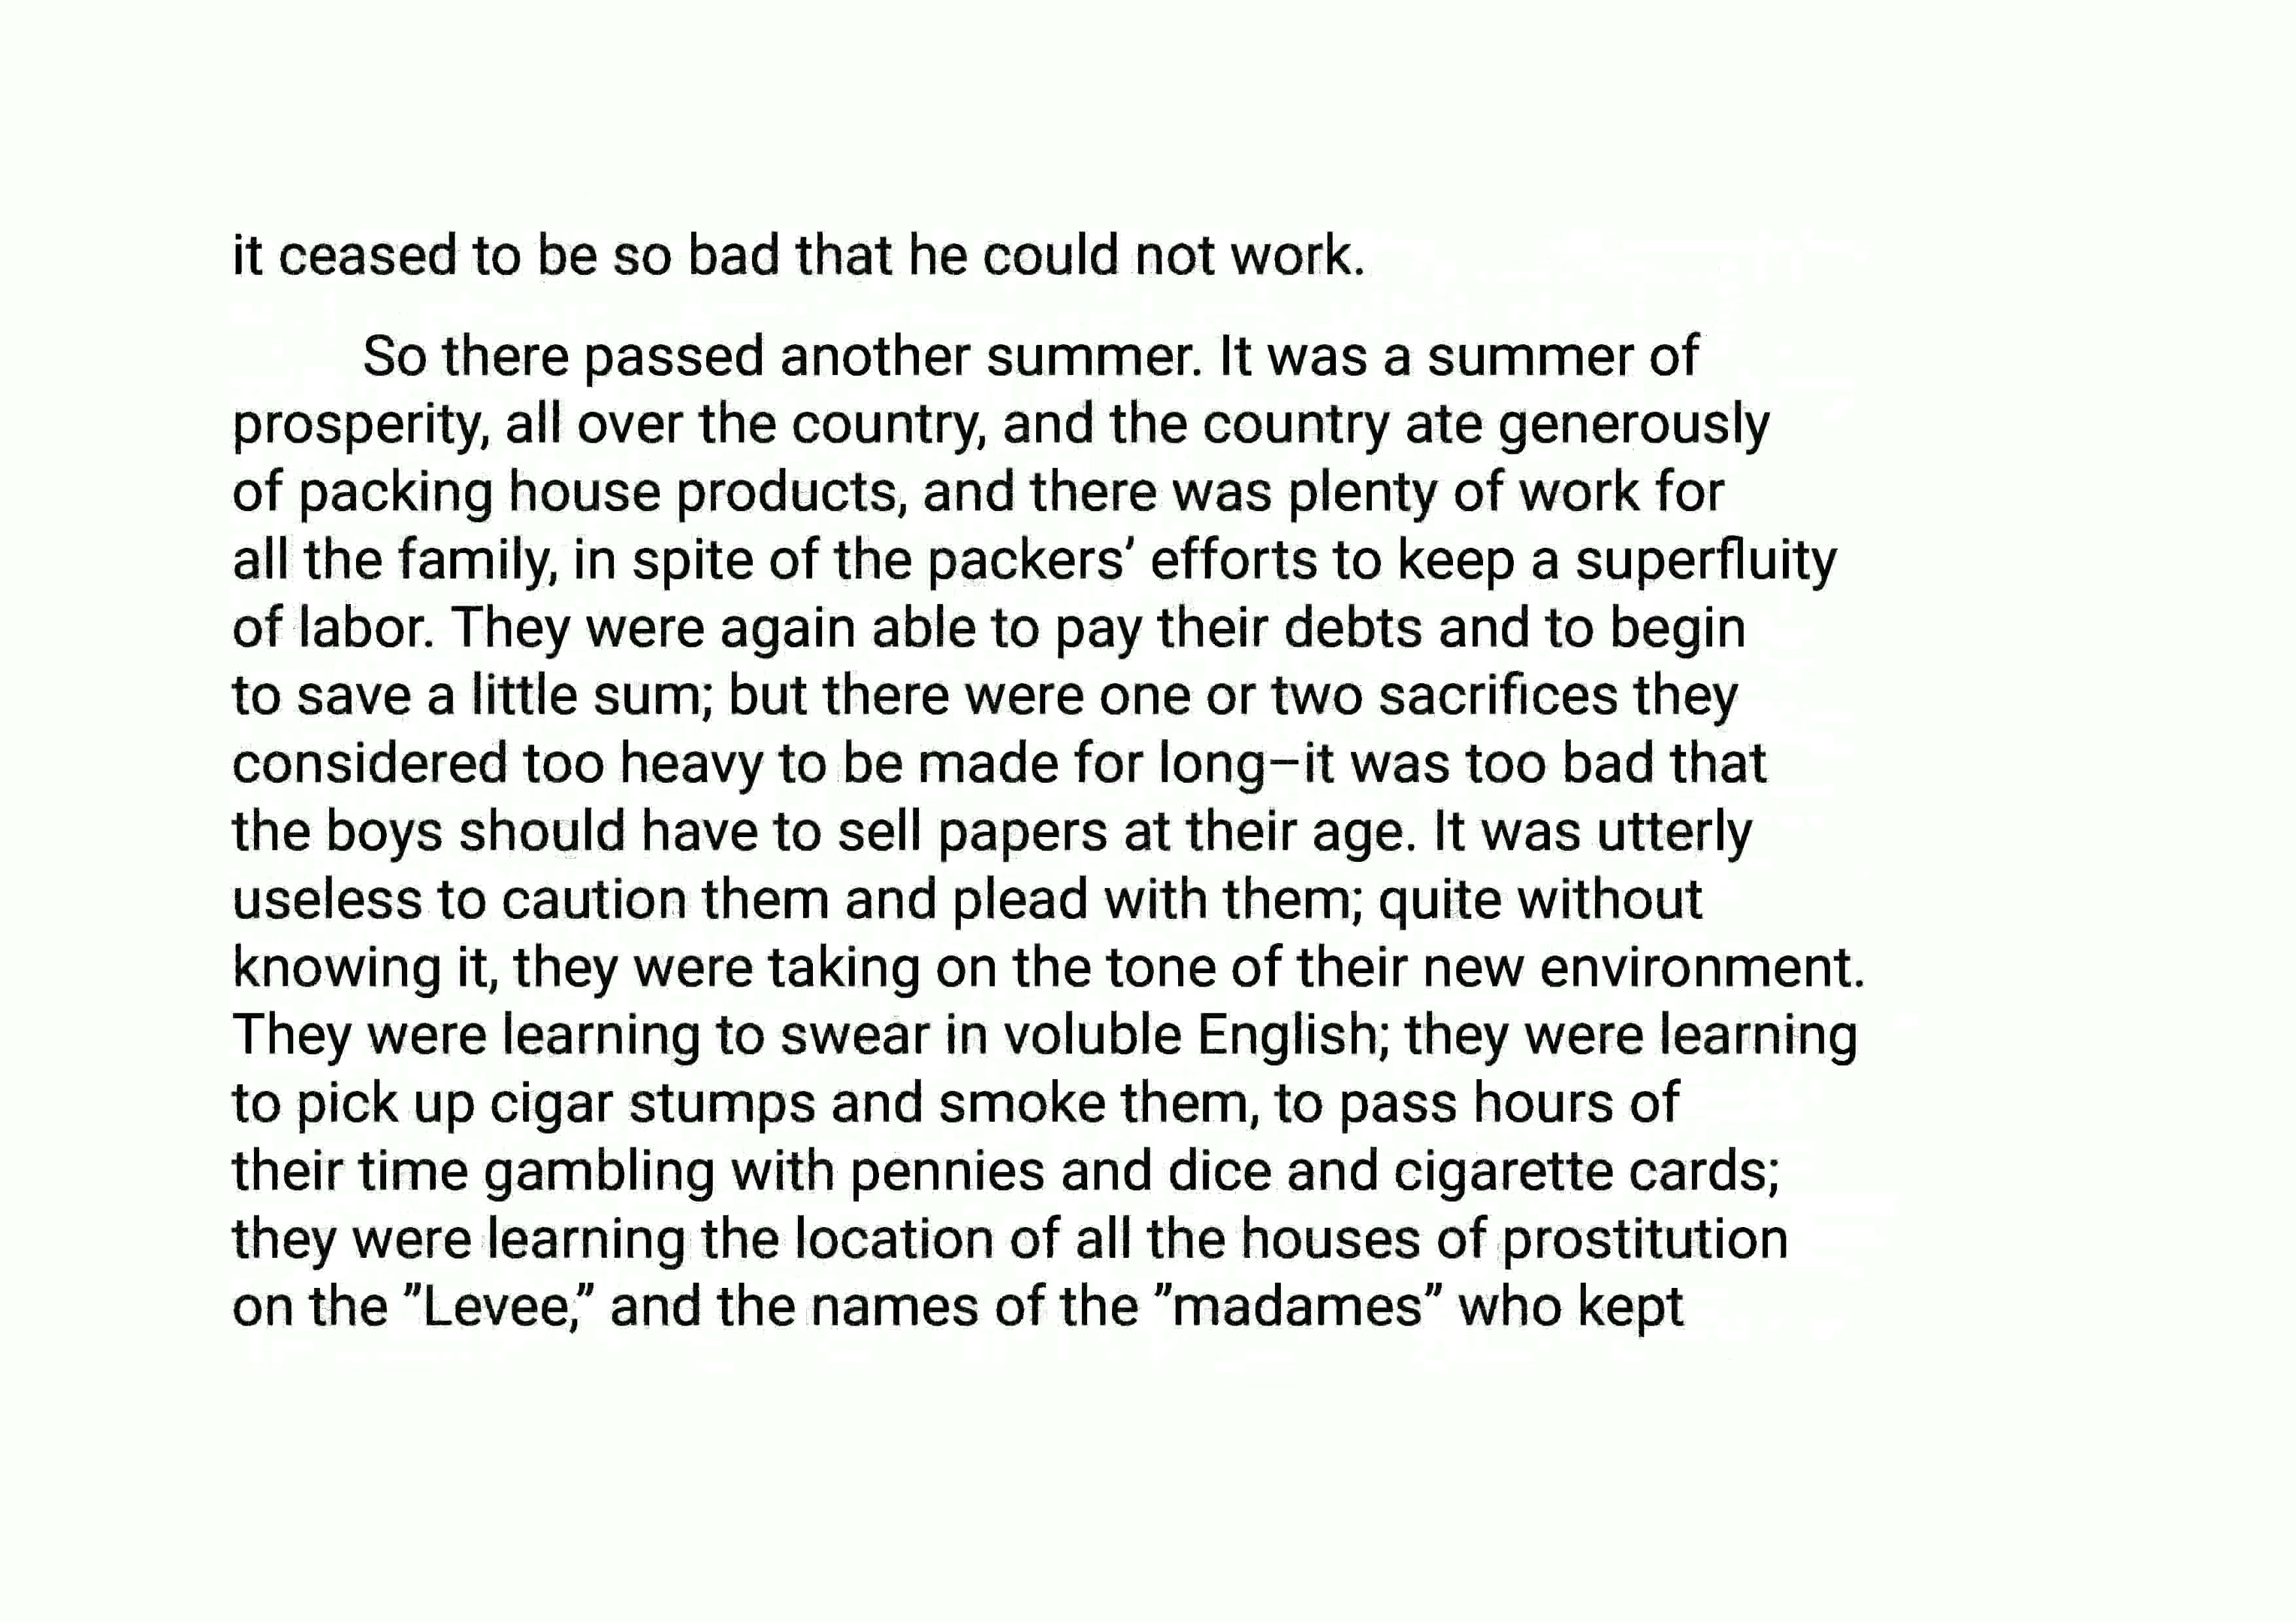 it ceased to be so bad that he could not work.
So there passed another summer. It was a summer of
prosperity, all over the country, and the country ate generously
of packing house products, and there was plenty of work for
all the family, in spite of the packers’ efforts to keep a superfluity
of labor. They were again able to pay their debts and to begin
to save a little sum; but there were one or two sacrifices they
considered too heavy to be made for long–it was too bad that
the boys should have to sell papers at their age. It was utterly
useless to caution them and plead with them; quite without
knowing it, they were taking on the tone of their new environment.
They were learning to swear in voluble English; they were learning
to pick up cigar stumps and smoke them, to pass hours of
their time gambling with pennies and dice and cigarette cards;
they were learning the location of all the houses of prostitution
on the ”Levee,” and the names of the ”madames” who kept